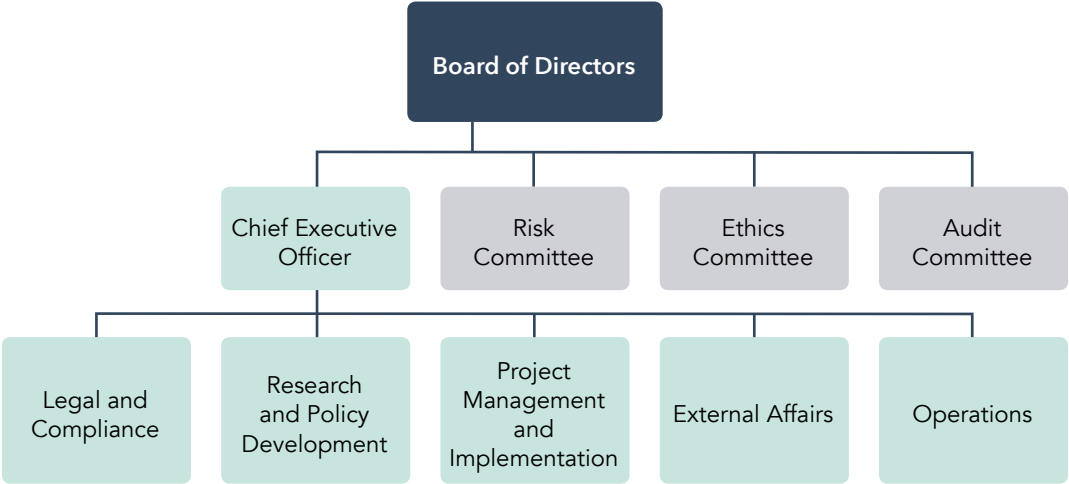 Board of Directors
Chief Executive
Officer
Risk
Committee
Ethics
Committee
Audit
Committee
Legal and
Compliance
Research
and Policy
Development
Project
Management
and
Implementation
External Affairs
Operations